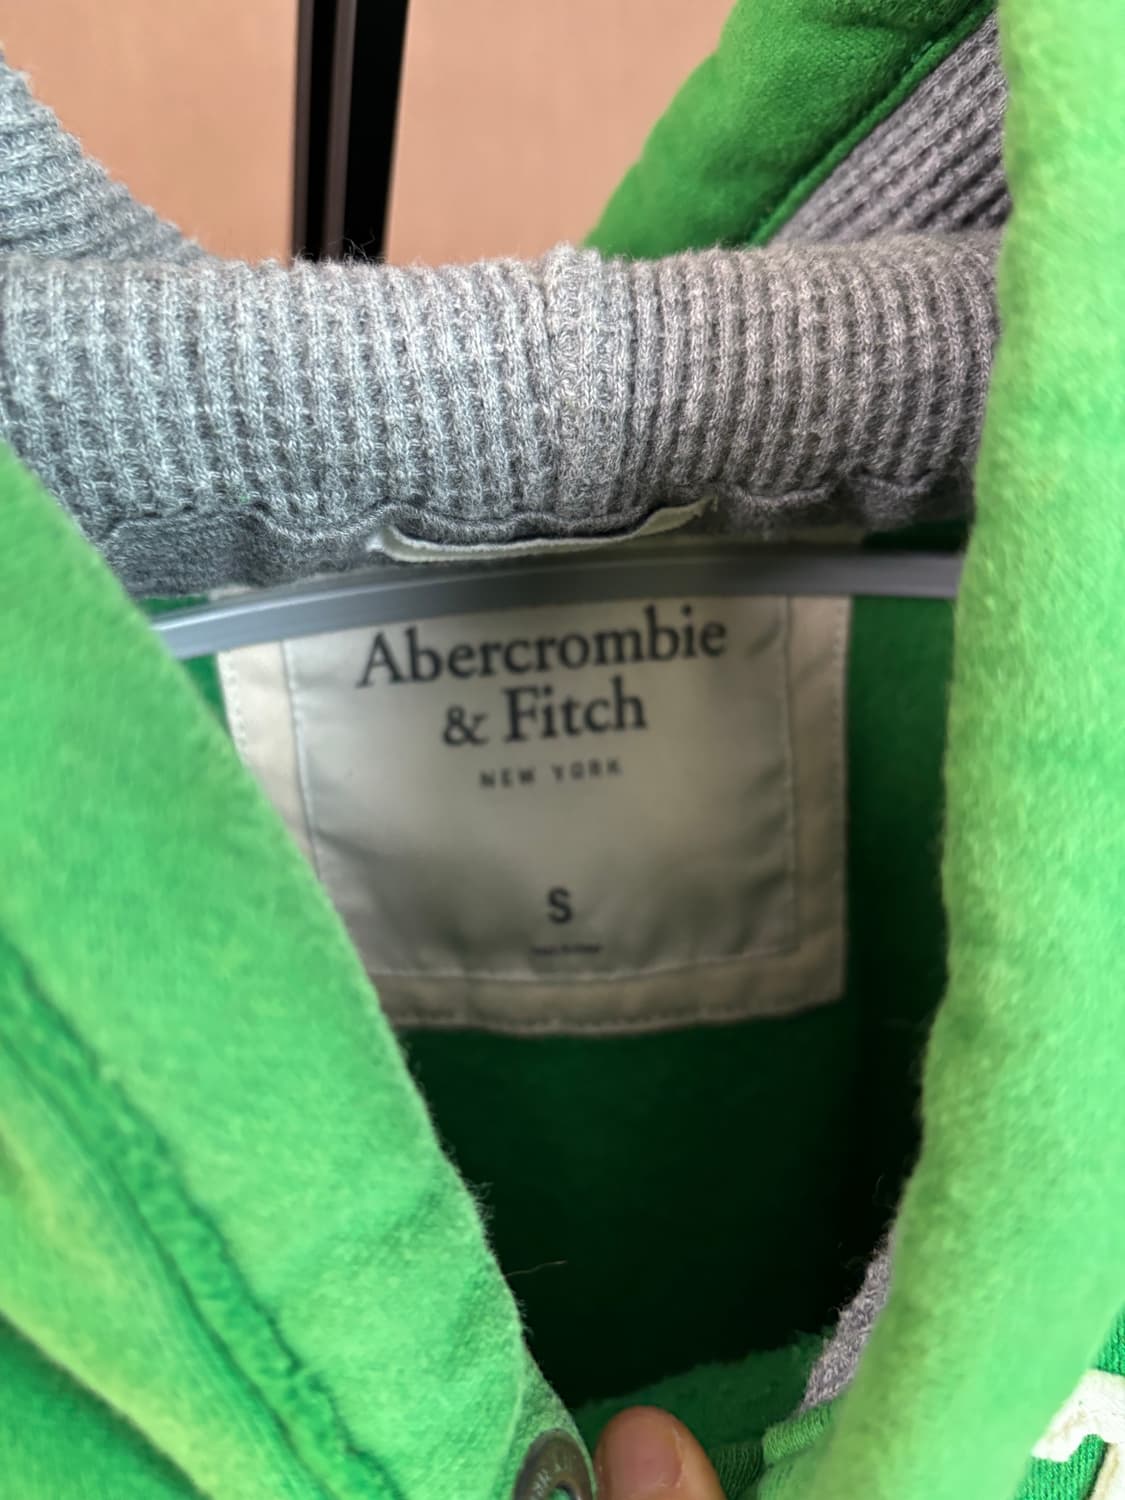 Abercrombie
& Fitch
NEW YORK
S